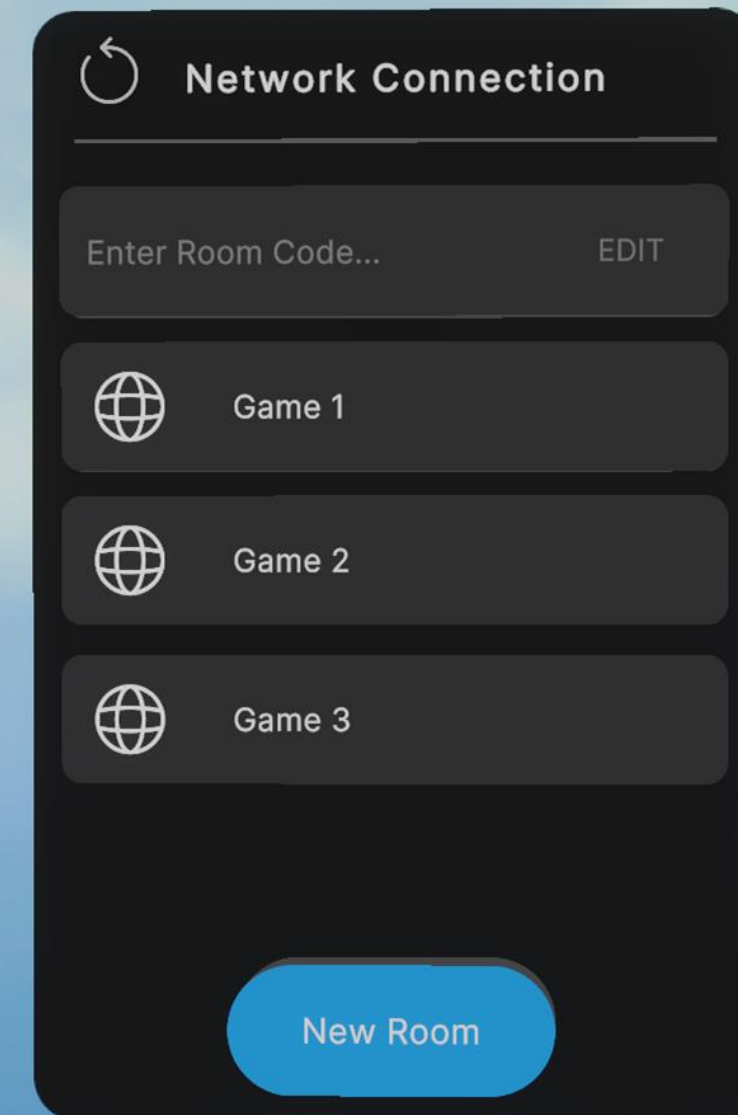 Network Connection
Enter Room Code... EDIT
Game 1
Game 2
Game 3
New Room